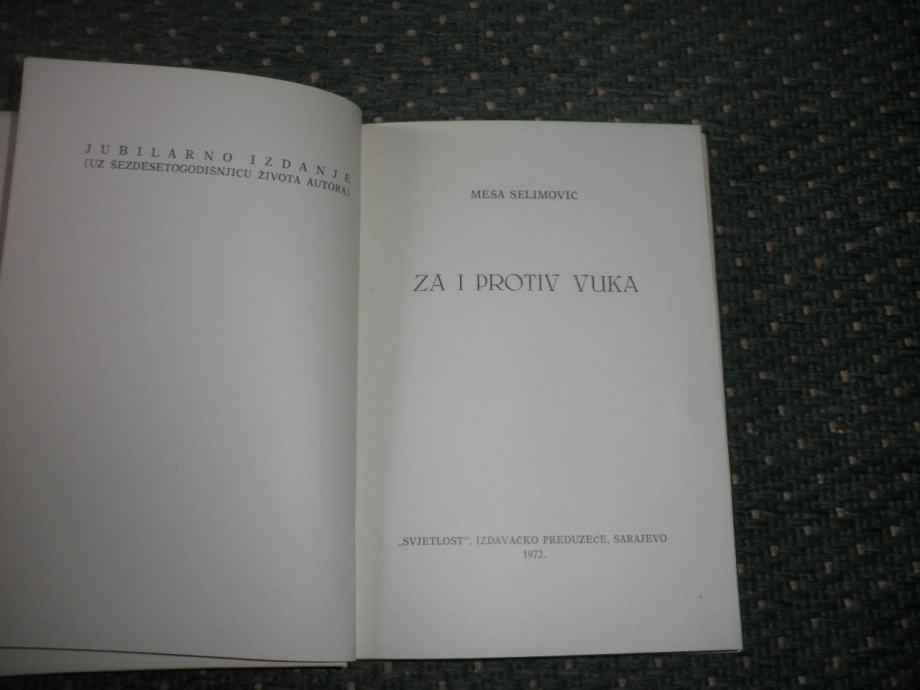 JUBILARNO IZDANJE
(UZ ŠEZDESETOGODIŠNJICU ŽIVOTA AUTORA)
MEŠA SELIMOVIĆ
ZA I PROTIV VUKA
„SVJETLOST", IZDAVAČKO PREDUZEĆE, SARAJEVO
1972.